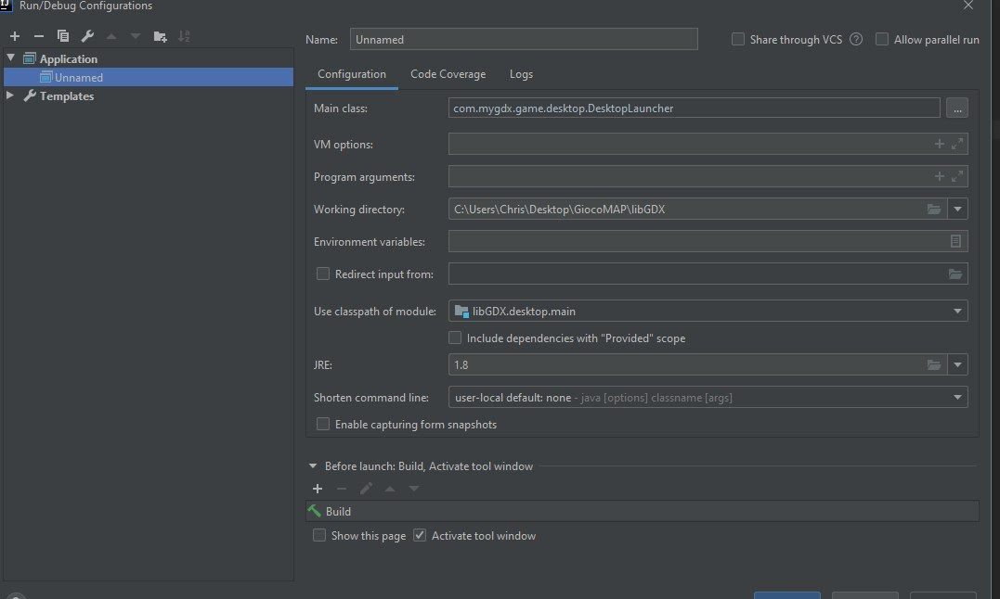 Run/Debug Configurations
Name: Unnamed Share through VCS ? Allow parallel run
Application
Unnamed
Templates
Configuration Code Coverage Logs
Main class: com.mygdx.game.desktop.DesktopLauncher ...
VM options:
Program arguments:
Working directory: C:\Users\Chris\Desktop\GiocoMAP\libGDX
Environment variables:
Redirect input from:
Use classpath of module: libGDX.desktop.main
Include dependencies with "Provided" scope
JRE: 1.8
Shorten command line: user-local default: none - java [options] classname [args]
Enable capturing form snapshots
Before launch: Build, Activate tool window
Build
Show this page Activate tool window